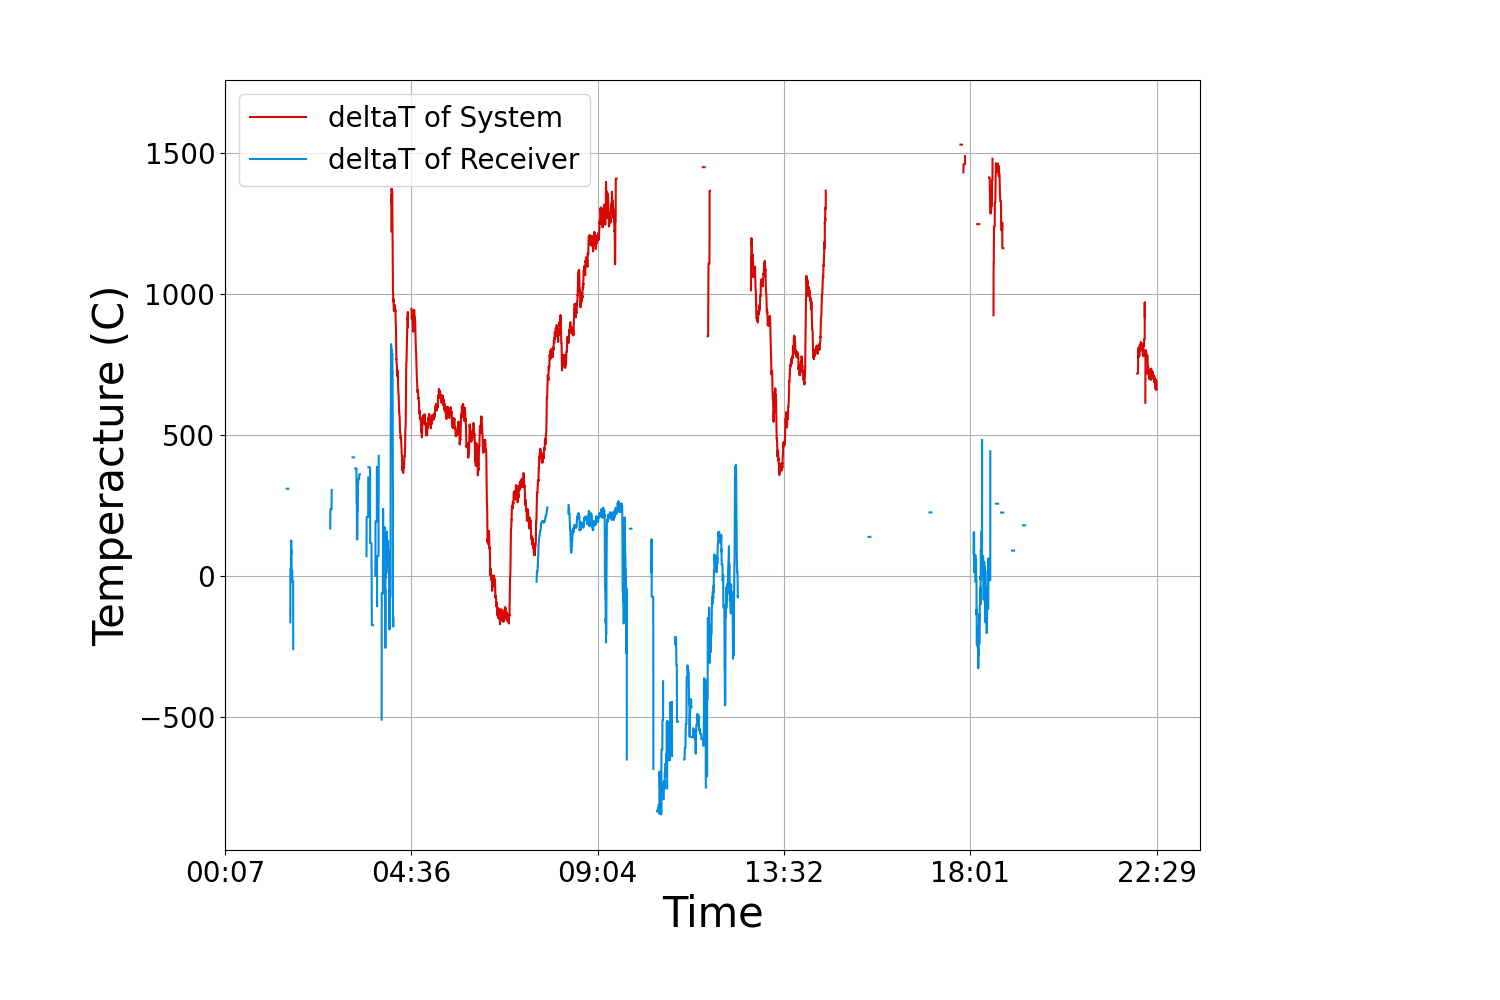 deltaT of System
deltaT of Receiver
1500
1000
500
0
−500
Temperacture (C)
00:07 04:36 09:04 13:32 18:01 22:29
Time